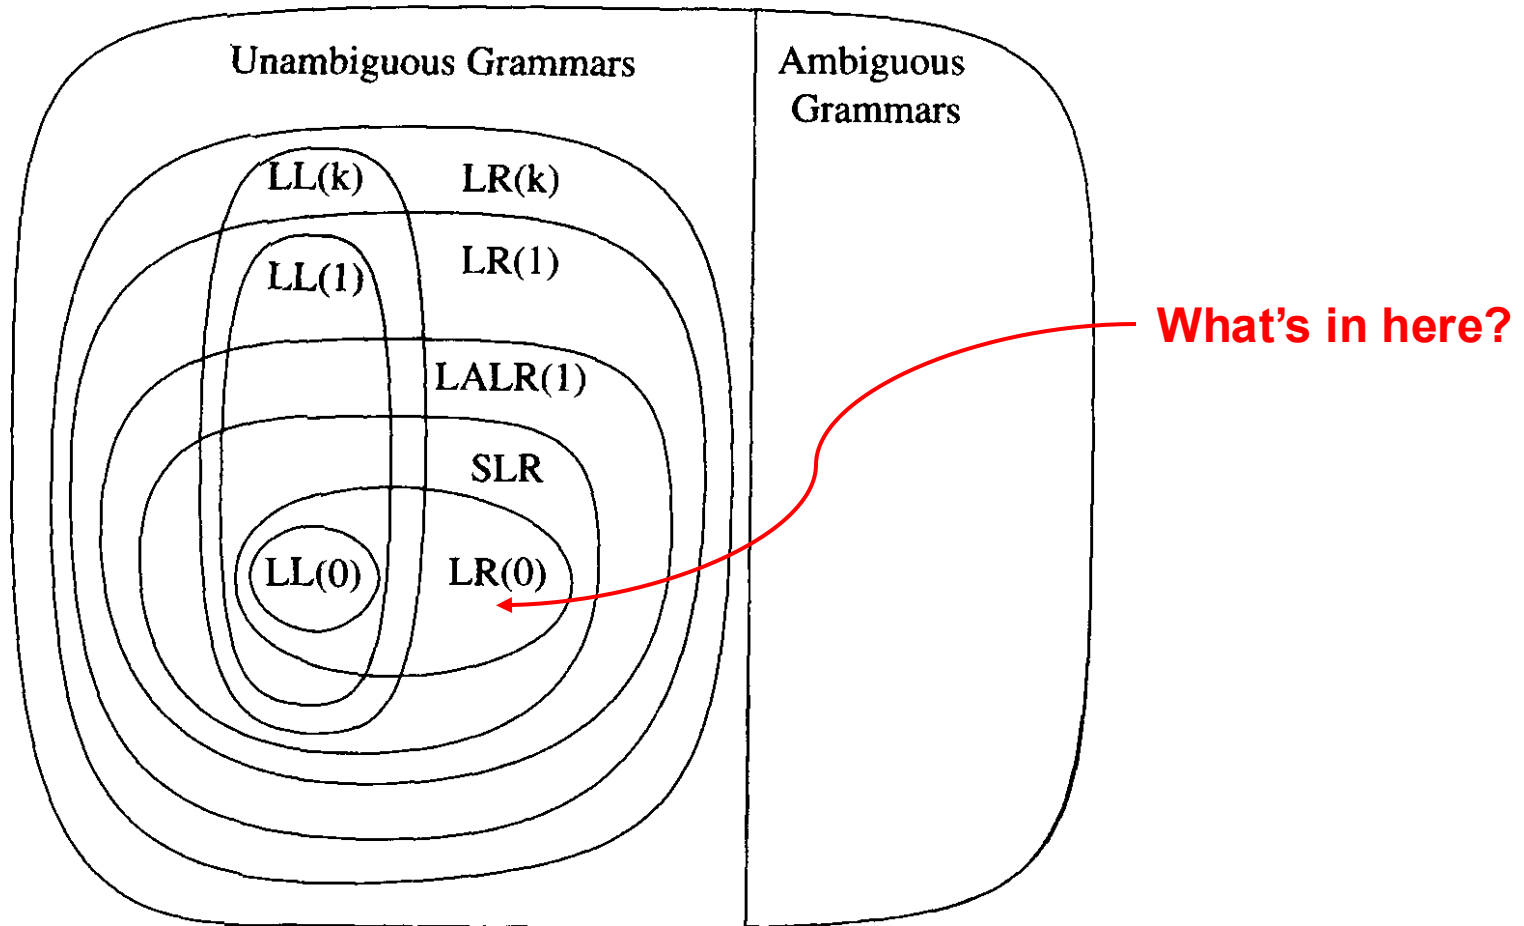 Unambiguous Grammars
Ambiguous
Grammars
LL(k)
LR(k)
LL(1)
LR(1)
What’s in here?
LALR(1)
SLR
LL(0)
LR(0)